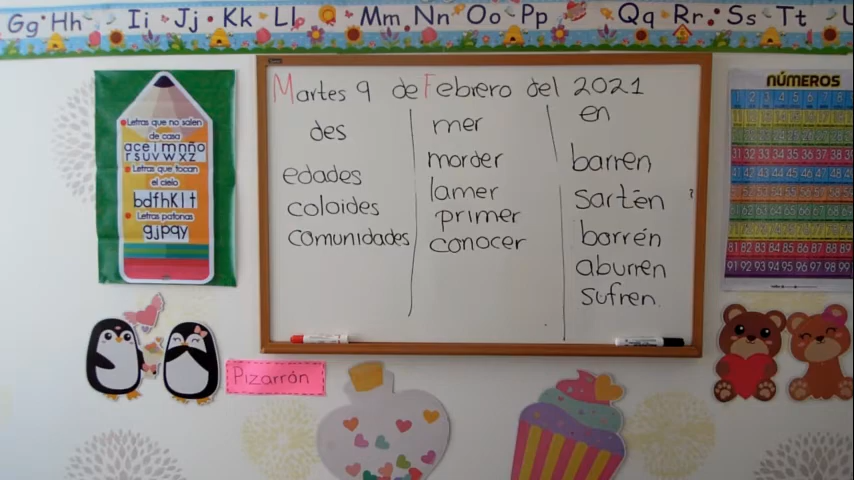 Gg Hh Ii Jj Kk Ll Mm Nn Oo Pp Qq Rr Ss Tt
Martes 9 de Febrero del 2021
des
edades
coloides
comunidades
mer
morder
lamer
primer
conocer
en
barren
Sartén
borrén
aburren
sufren.
Letras que no salen
de casa
a c e i m n ñ o
r s u v w x z
Letras que tocan
el cielo
b d f h k l t
Letras patonas
g j p q y
Pizarrón
NÚMEROS